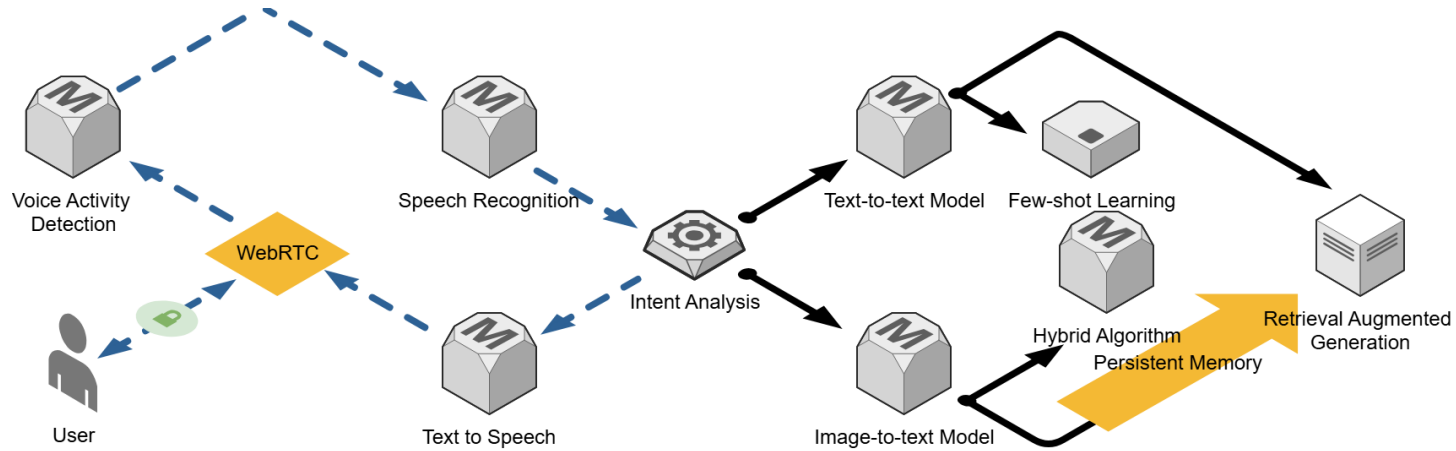 M
Voice Activity
Detection
M
Speech Recognition
WebRTC
User
M
Text to Speech
Intent Analysis
M
Text-to-text Model
Few-shot Learning
M
Hybrid Algorithm
Persistent Memory
M
Image-to-text Model
Retrieval Augmented
Generation